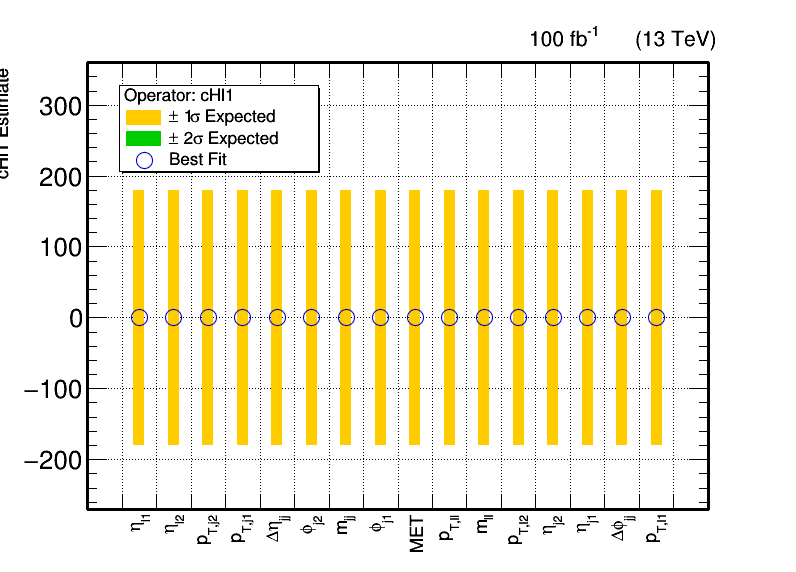 100 fb-1 (13 TeV)
cHl1 Estimate
Operator: cHl1
± 1σ Expected
± 2σ Expected
Best Fit
300
200
100
0
−100
−200
ηl1 ηl2 pT,j2 pT,j1 Δηjj ϕj2 mjj ϕj1 MET pT,ll mll pT,l2 ηj2 ηj1 Δϕjj pT,l1